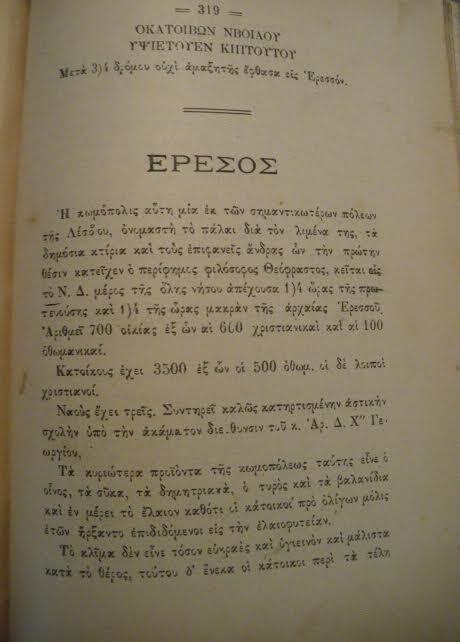 = 319 =
ΟΚΑΤΟΙΒΩΝ ΝΒΟΙΛΟΥ
ΥΨΙΕΤΟΥΕΝ ΚΠΤΟΥΤΟΥ
Μετὰ 3)4 δρόμου οὐχὶ ἁμαξητῆς ἔφθασα εἰς Ἐρεσσόν.
ΕΡΕΣΟΣ
Ἡ κωμόπολις αὕτη μία ἐκ τῶν σημαντικωτέρων πόλεων
τῆς Λέσβου, ὀνομαστὴ τὸ πάλαι διὰ τὸν λιμένα της, τὰ
δημόσια κτίρια καὶ τοὺς ἐπιφανεῖς ἄνδρας ὧν τὴν πρώτην
θέσιν κατεῖχεν ὁ περίφημος φιλόσοφος Θεόφραστος, κεῖται εἰς
τὸ Ν. Δ. μέρος τῆς ὅλης νήσου ἀπέχουσα 1)4 ὥρας τῆς πρω-
τευούσης καὶ 1)4 τῆς ὥρας μακρὰν τῆς ἀρχαίας Ἐρεσσοῦ.
Ἀριθμεῖ 700 οἰκίας ἐξ ὧν αἱ 600 χριστιανικαὶ καὶ αἱ 100
ὀθωμανικαί.
Κατοίκους ἔχει 3500 ἐξ ὧν οἱ 500 ὀθωμ. οἱ δὲ λοιποὶ
χριστιανοί.
Ναοὺς ἔχει τρεῖς. Συντηρεῖ καλῶς κατηρτισμένην ἀστικὴν
σχολὴν ὑπὸ τὴν ἀκάματον διεύθυνσιν τοῦ κ. Ἀρ. Δ. Χ'' Γε-
ωργίου.
Τὰ κυριώτερα προϊόντα τῆς κωμοπόλεως ταύτης εἶνε ὁ
οἶνος, τὰ σῦκα, τὰ δημητριακὰ, ὁ τυρὸς καὶ τὰ βαλανίδια
καὶ ἐν μέρει τὸ ἔλαιον καθότι οἱ κάτοικοι πρὸ ὀλίγων μόλις
ἐτῶν ἤρξαντο ἐπιδιδόμενοι εἰς τὴν ἐλαιοφυτείαν.
Τὸ κλῖμα δὲν εἶνε τόσον εὐηραὲς καὶ ὑγιεινὸν καὶ μάλιστα
κατὰ τὸ θέρος, τούτου δ' ἕνεκα οἱ κάτοικοι περὶ τὰ τέλη